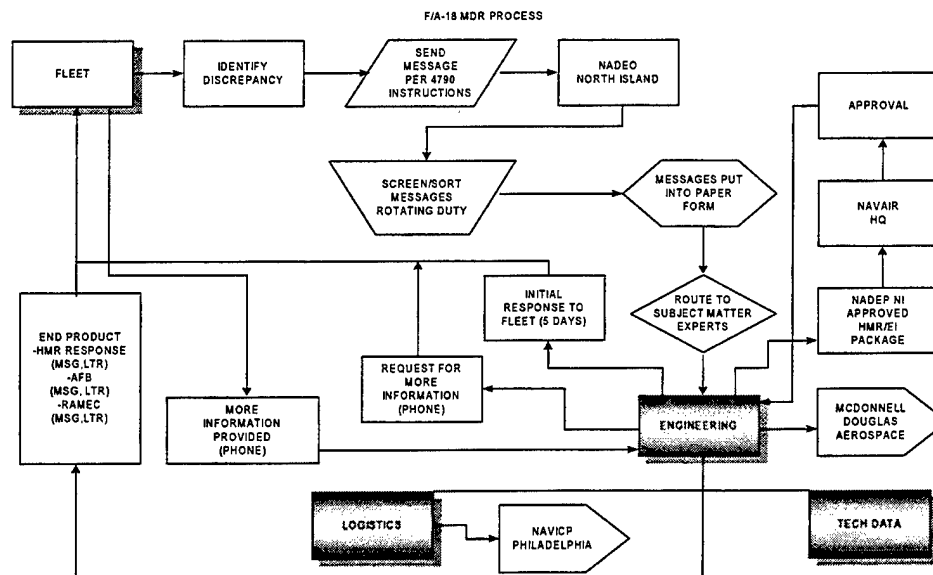 F/A-18 MDR PROCESS
FLEET
IDENTIFY
DISCREPANCY
SEND
MESSAGE
PER 4790
INSTRUCTIONS
NADEO
NORTH ISLAND
APPROVAL
SCREEN/SORT
MESSAGES
ROTATING DUTY
MESSAGES PUT
INTO PAPER
FORM
NAVAIR
HQ
END PRODUCT
-HMR RESPONSE
(MSG,LTR)
-AFB
(MSG, LTR)
-RAMEC
(MSG,LTR)
INITIAL
RESPONSE TO
FLEET (5 DAYS)
ROUTE TO
SUBJECT MATTER
EXPERTS
NADEP NI
APPROVED
HMR/EI
PACKAGE
REQUEST FOR
MORE
INFORMATION
(PHONE)
MORE
INFORMATION
PROVIDED
(PHONE)
ENGINEERING
MCDONNELL
DOUGLAS
AEROSPACE
LOGISTICS
NAVICP
PHILADELPHIA
TECH DATA